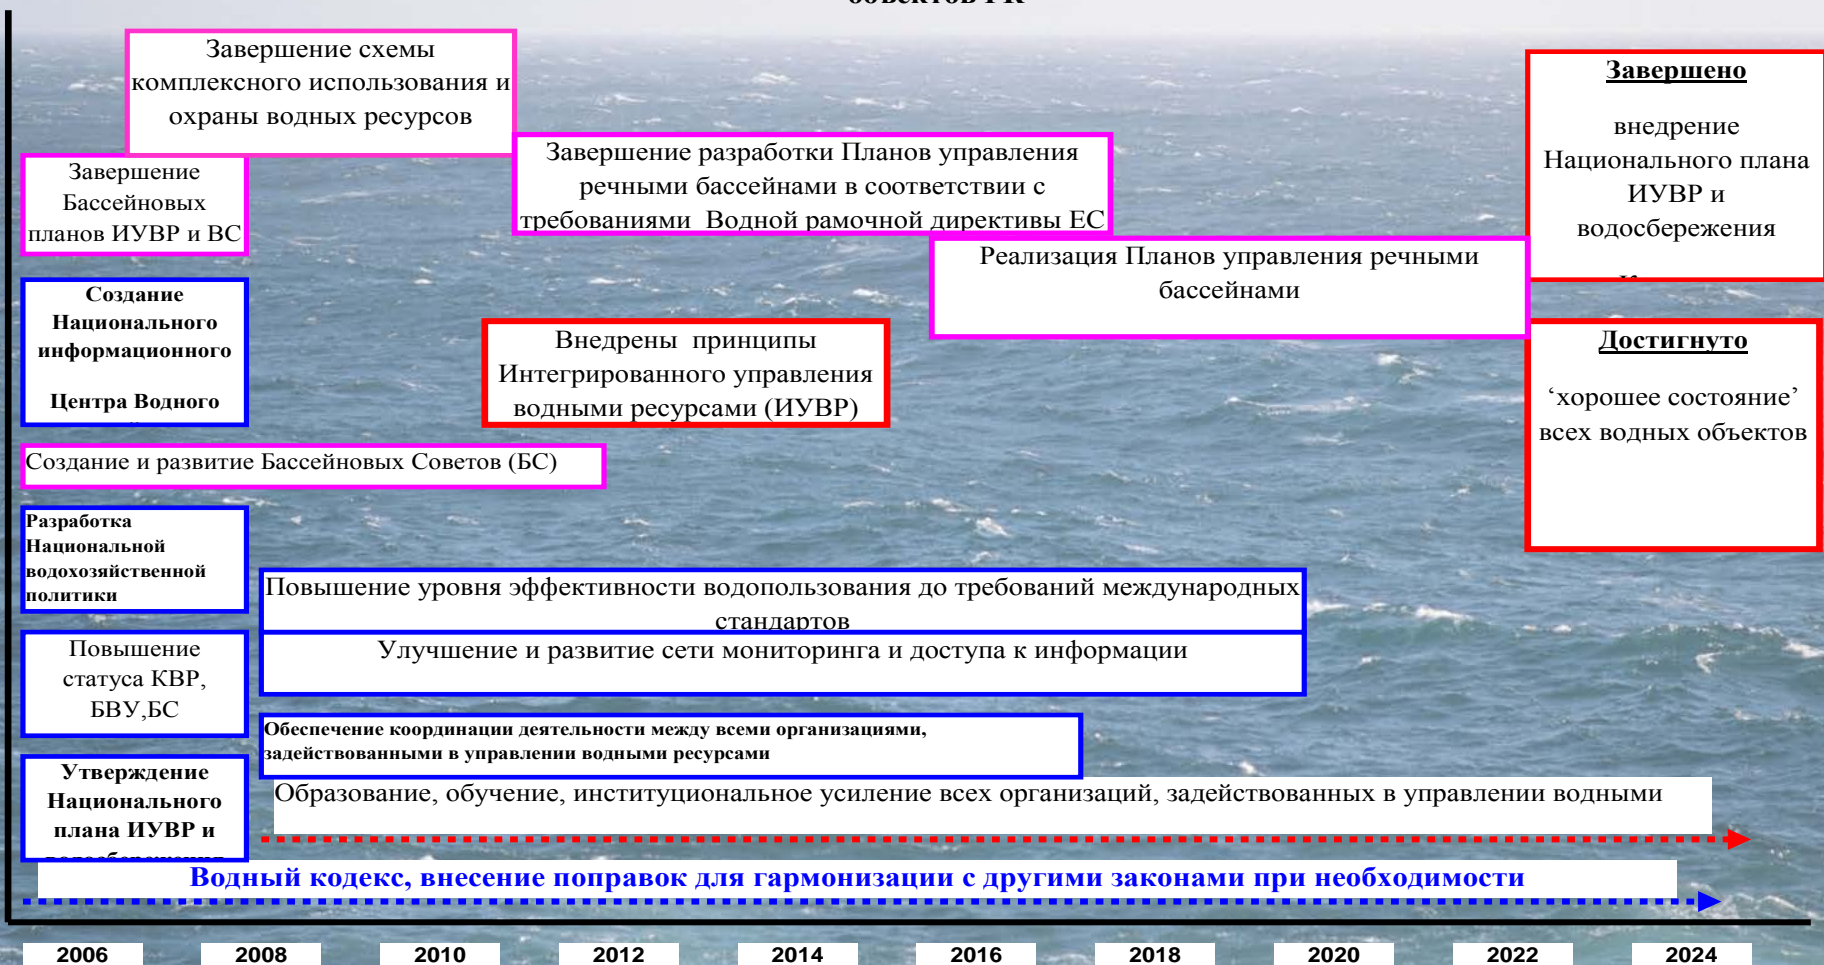 объектов РК
Завершение схемы
комплексного использования и
охраны водных ресурсов
Завершено
внедрение
Национального плана
ИУВР и
водосбережения
Завершение разработки Планов управления
речными бассейнами в соответствии с
требованиями Водной рамочной директивы ЕС
Завершение
Бассейновых
планов ИУВР и ВС
Реализация Планов управления речными
бассейнами
Создание
Национального
информационного
Центра Водного
Внедрены принципы
Интегрированного управления
водными ресурсами (ИУВР)
Достигнуто
‘хорошее состояние’
всех водных объектов
Создание и развитие Бассейновых Советов (БС)
Разработка
Национальной
водохозяйственной
политики
Повышение уровня эффективности водопользования до требований международных
стандартов
Улучшение и развитие сети мониторинга и доступа к информации
Повышение
статуса КВР,
БВУ,БС
Обеспечение координации деятельности между всеми организациями,
задействованными в управлении водными ресурсами
Утверждение
Национального
плана ИУВР и
водосбережения
Образование, обучение, институциональное усиление всех организаций, задействованных в управлении водными
Водный кодекс, внесение поправок для гармонизации с другими законами при необходимости
2006 2008 2010 2012 2014 2016 2018 2020 2022 2024